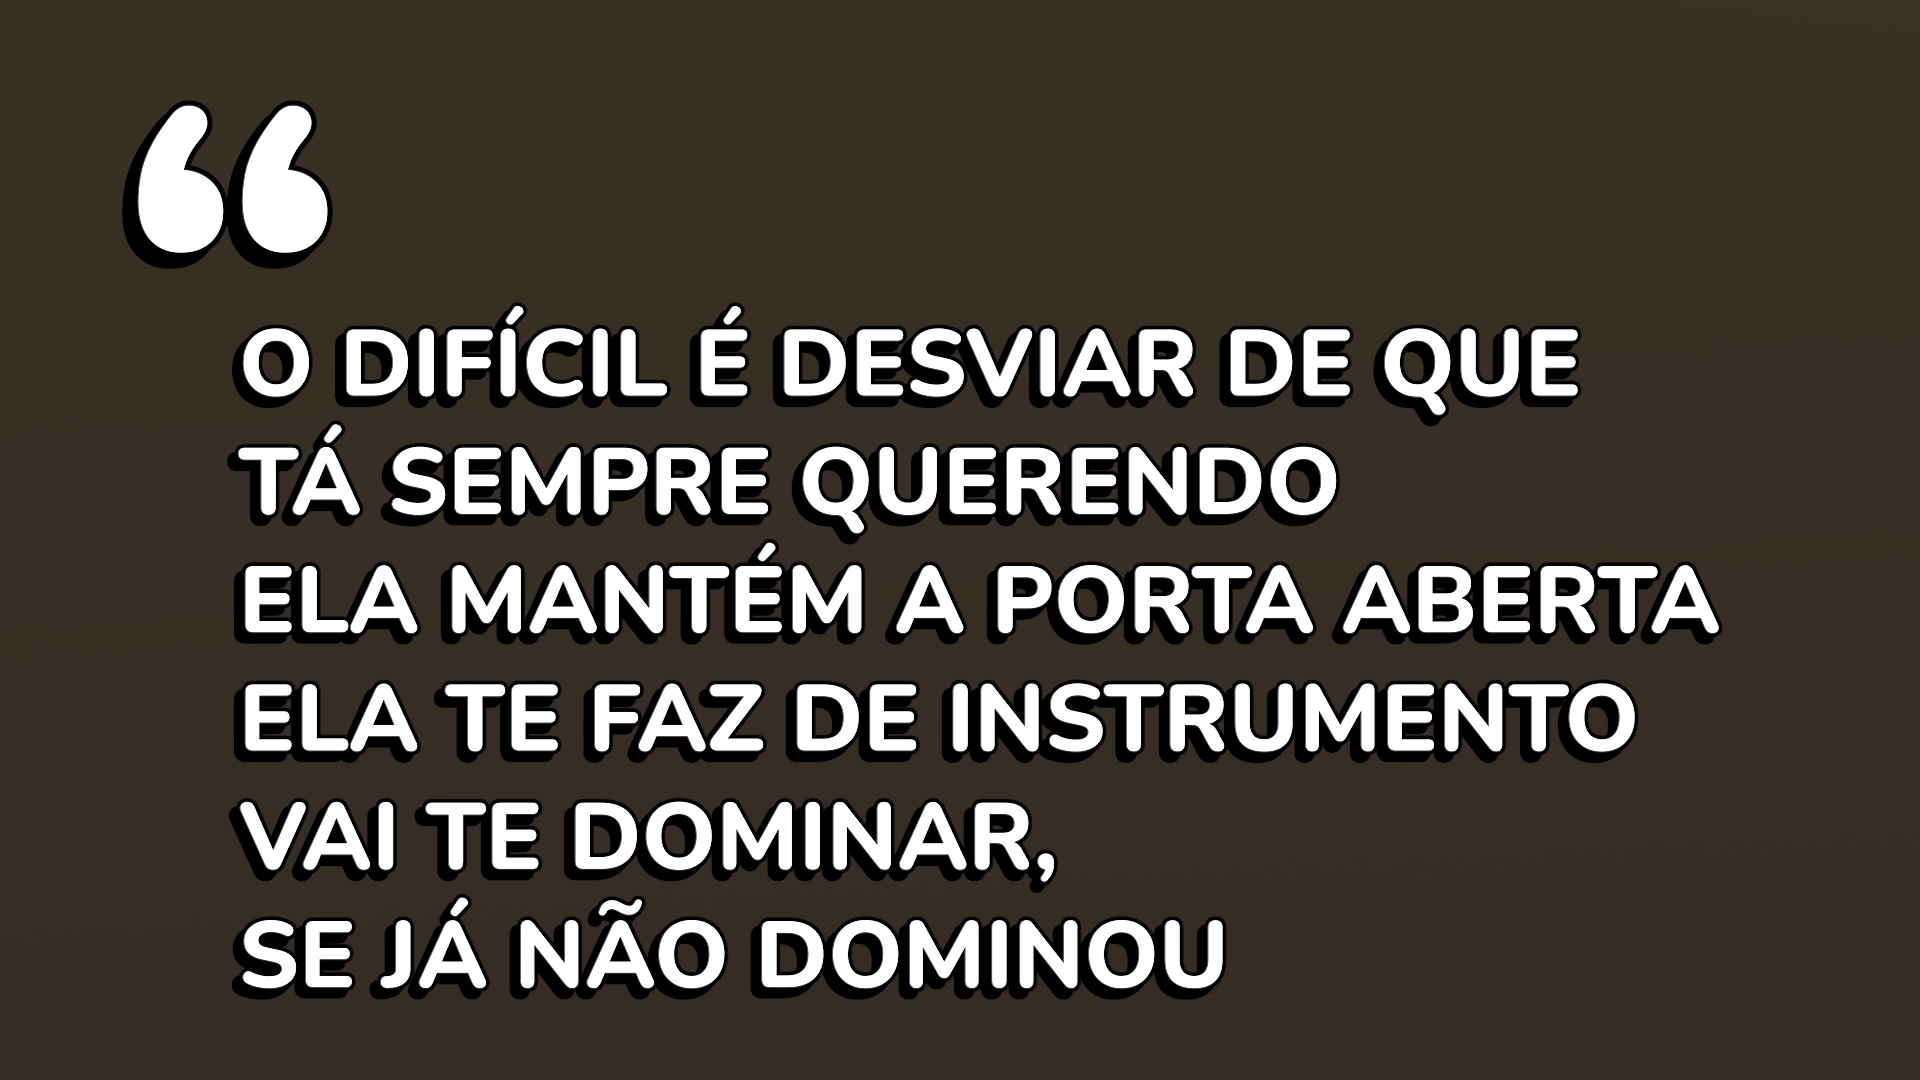 “
O DIFÍCIL É DESVIAR DE QUE
TÁ SEMPRE QUERENDO
ELA MANTÉM A PORTA ABERTA
ELA TE FAZ DE INSTRUMENTO
VAI TE DOMINAR,
SE JÁ NÃO DOMINOU